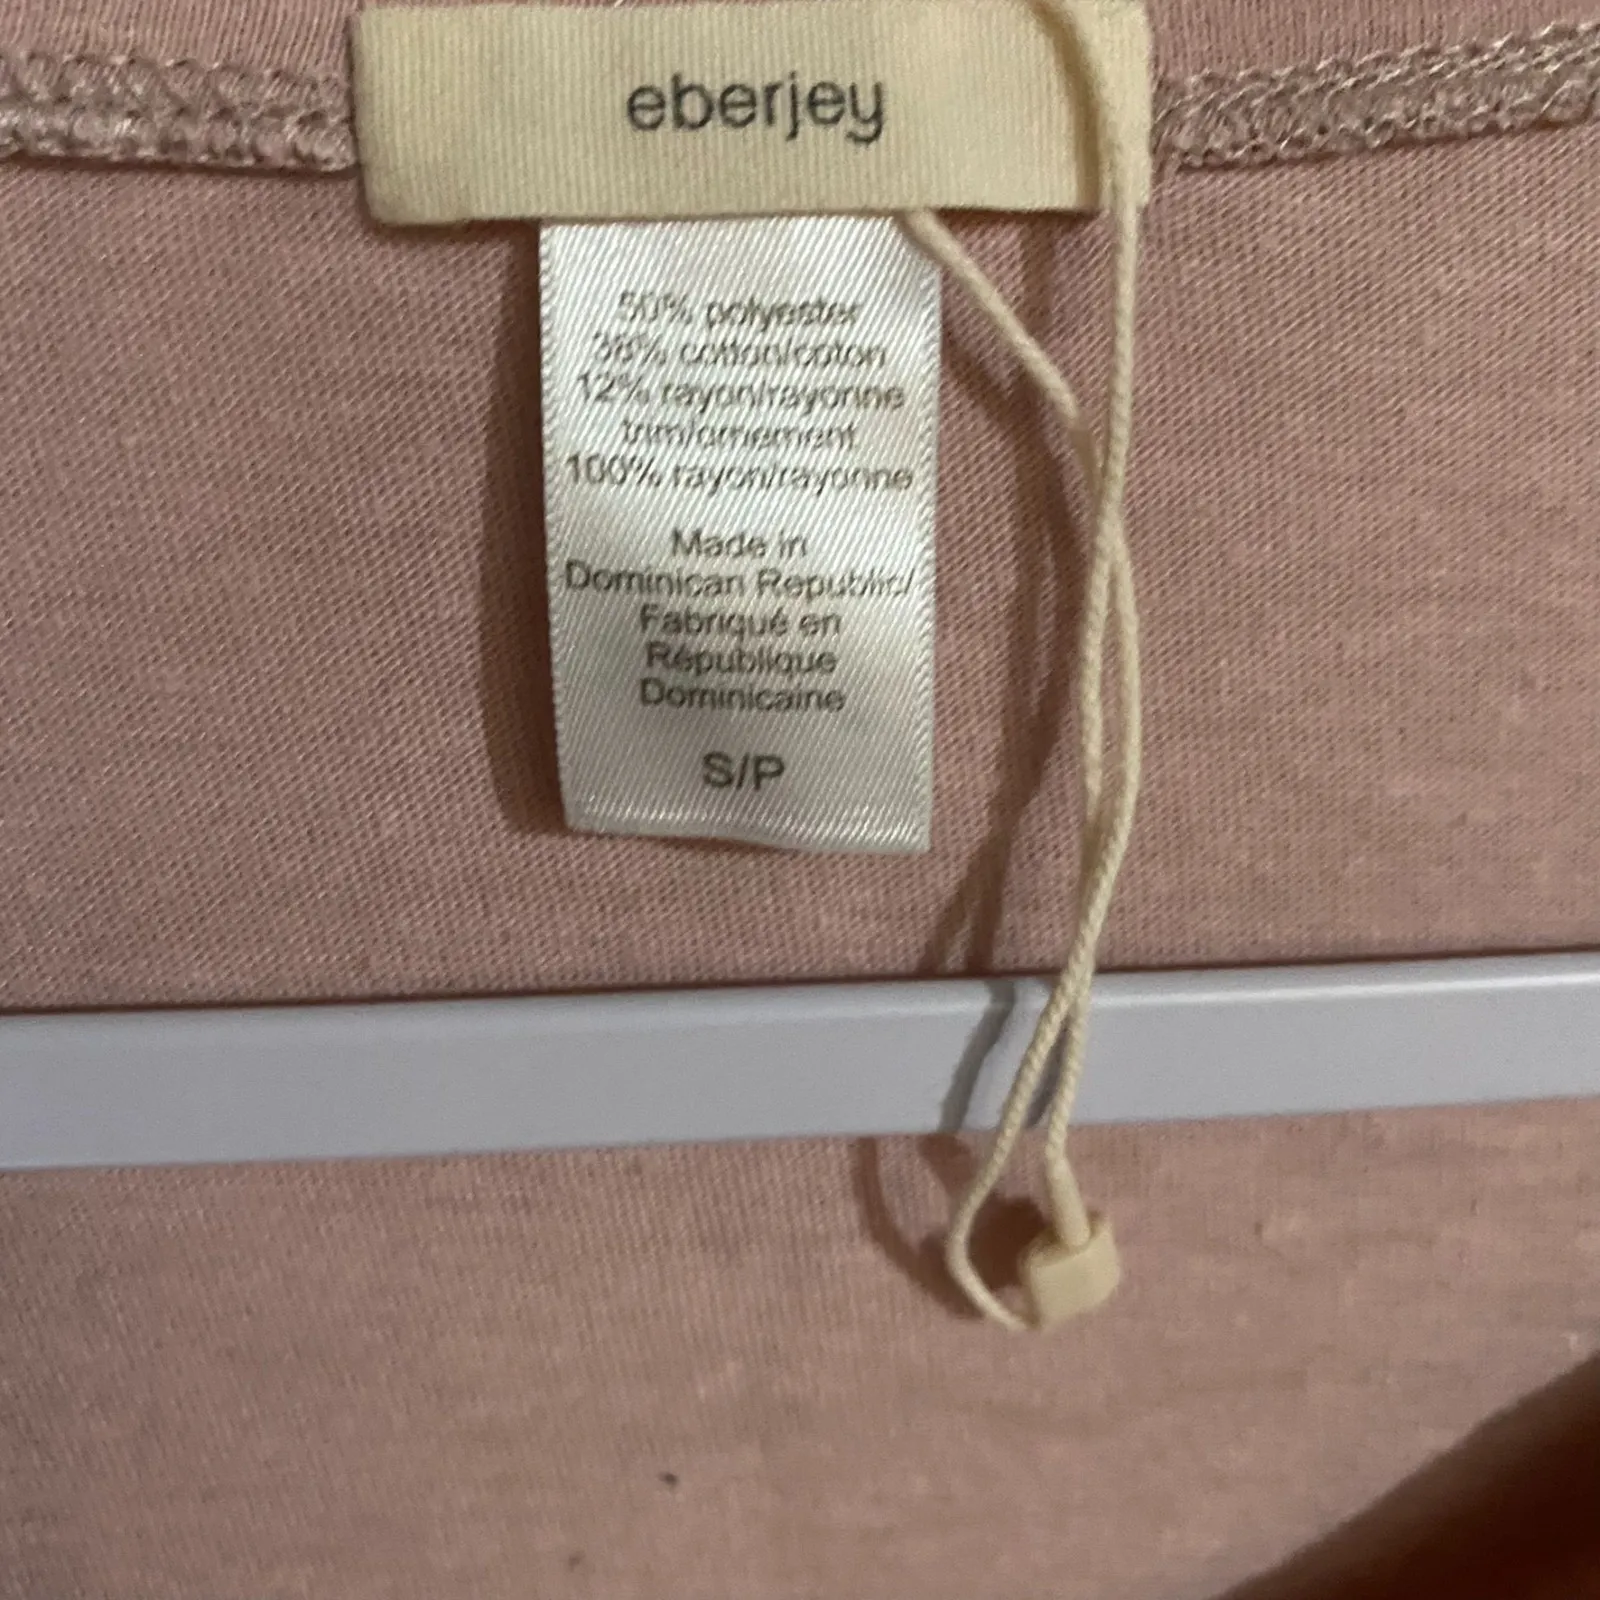 eberjey
50% polyester
38% cotton/coton
12% rayon/rayonne
trim/ornement
100% rayon/rayonne
Made in
Dominican Republic/
Fabriqué en
République
Dominicaine
S/P